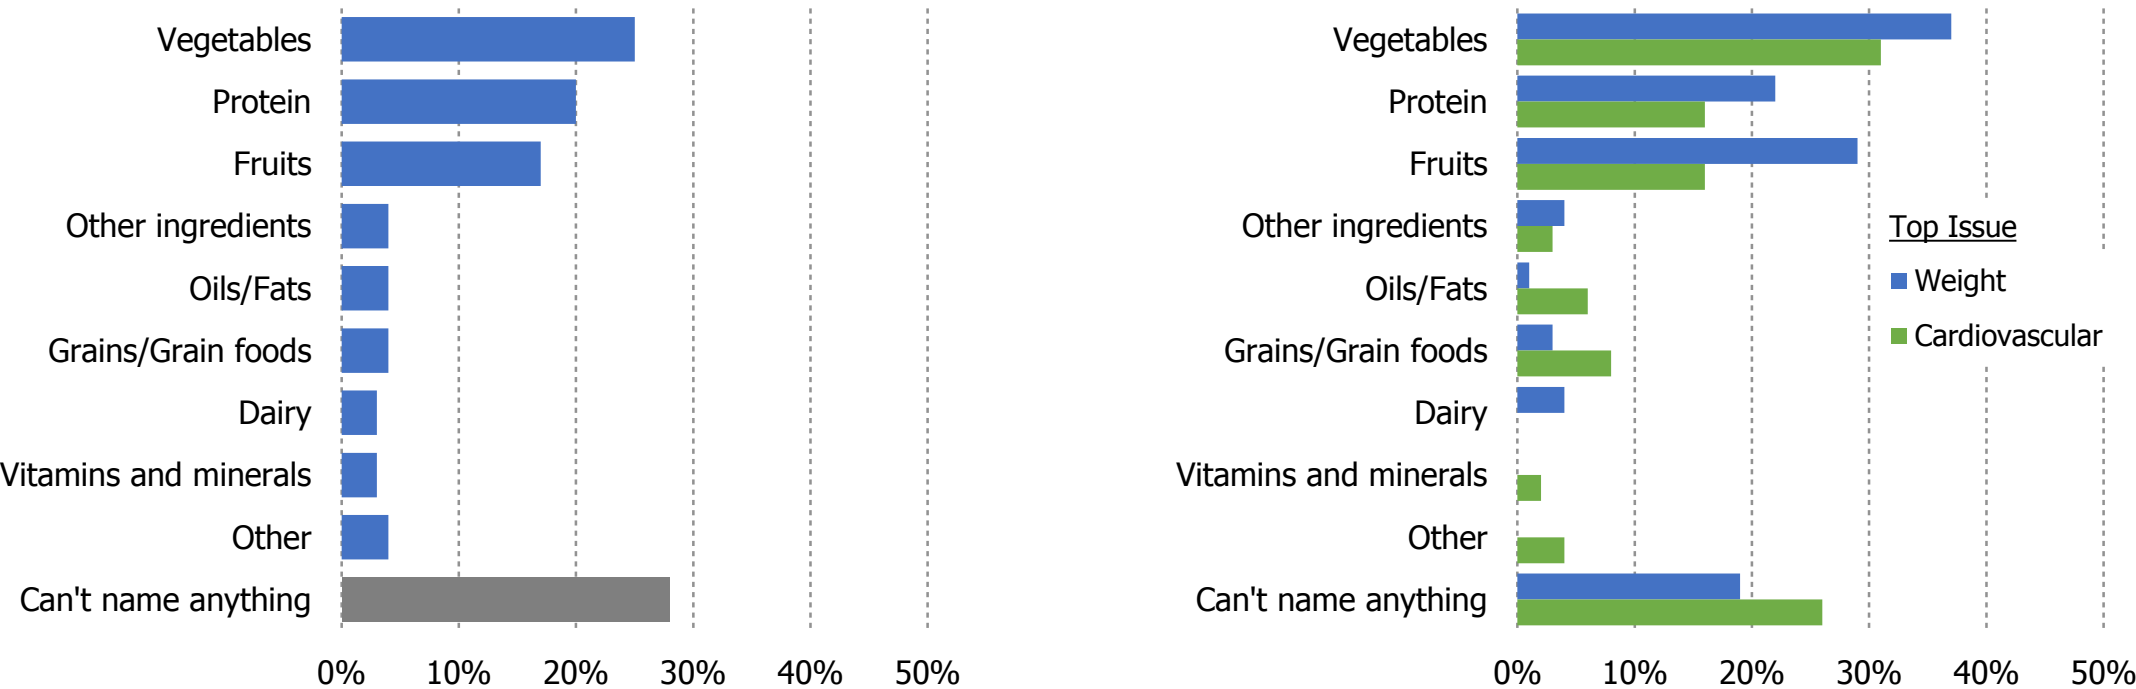 Vegetables
Protein
Fruits
Other ingredients
Oils/Fats
Grains/Grain foods
Dairy
Vitamins and minerals
Other
Can't name anything
0% 10% 20% 30% 40% 50%
Vegetables
Protein
Fruits
Other ingredients
Oils/Fats
Grains/Grain foods
Dairy
Vitamins and minerals
Other
Can't name anything
0% 10% 20% 30% 40% 50%
Top Issue
Weight
Cardiovascular